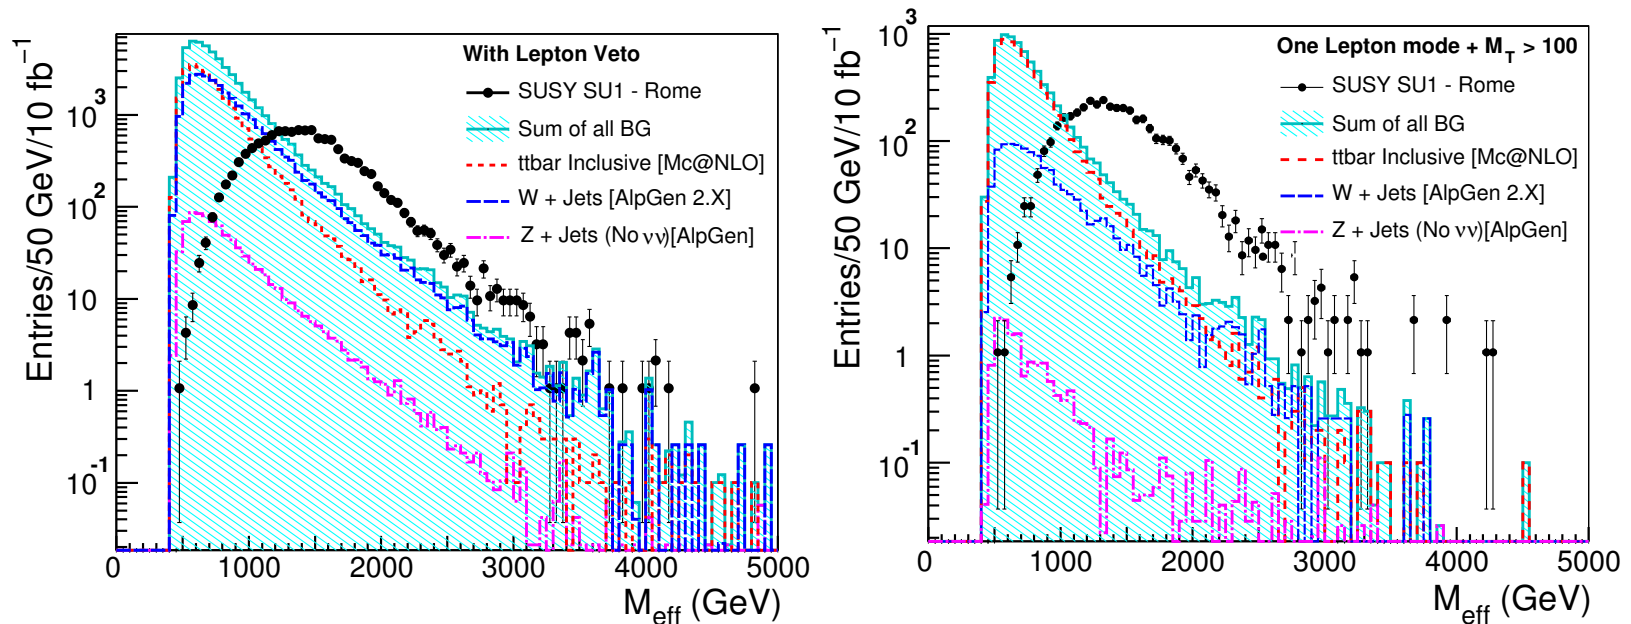 With Lepton Veto
SUSY SU1 - Rome
Sum of all BG
ttbar Inclusive [Mc@NLO]
W + Jets [AlpGen 2.X]
Z + Jets (No νν)[AlpGen]
Entries/50 GeV/10 fb⁻¹
10³
10²
10
1
10⁻¹
0 1000 2000 3000 4000 5000
M_eff (GeV)
One Lepton mode + M_T > 100
SUSY SU1 - Rome
Sum of all BG
ttbar Inclusive [Mc@NLO]
W + Jets [AlpGen 2.X]
Z + Jets (No νν)[AlpGen]
Entries/50 GeV/10 fb⁻¹
10³
10²
10
1
10⁻¹
0 1000 2000 3000 4000 5000
M_eff (GeV)